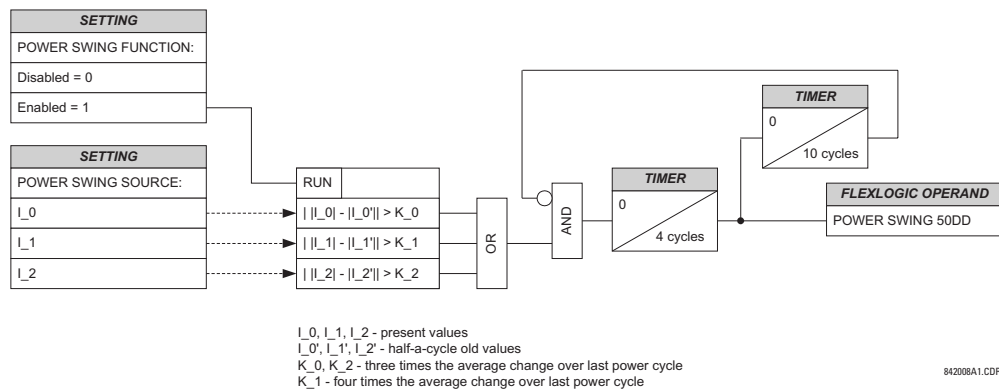 SETTING
POWER SWING FUNCTION:
Disabled = 0
Enabled = 1
SETTING
POWER SWING SOURCE:
I_0
I_1
I_2
RUN
| |I_0| - |I_0'|| > K_0
| |I_1| - |I_1'|| > K_1
| |I_2| - |I_2'|| > K_2
OR
AND
TIMER
0
4 cycles
TIMER
0
10 cycles
FLEXLOGIC OPERAND
POWER SWING 50DD
I_0, I_1, I_2 - present values
I_0', I_1', I_2' - half-a-cycle old values
K_0, K_2 - three times the average change over last power cycle
K_1 - four times the average change over last power cycle
842008A1.CDR